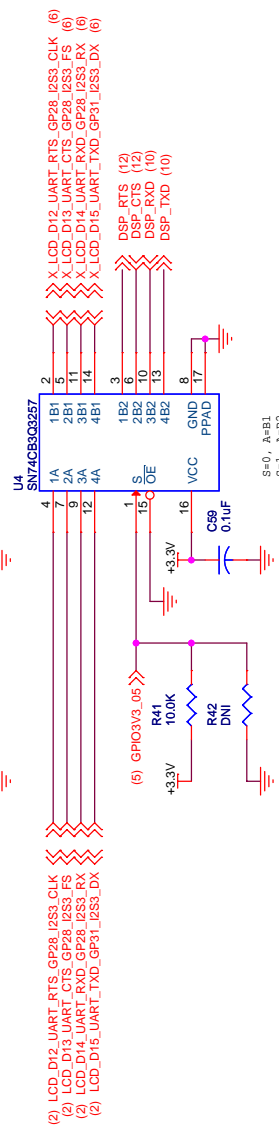 U4
SN74CB3Q3257
(2) LCD_D12_UART_RTS_GP28_I2S3_CLK
(2) LCD_D13_UART_CTS_GP28_I2S3_FS
(2) LCD_D14_UART_RXD_GP28_I2S3_RX
(2) LCD_D15_UART_TXD_GP31_I2S3_DX
4 1A 1B1 2
7 2A 2B1 5
9 3A 3B1 11
12 4A 4B1 14
X_LCD_D12_UART_RTS_GP28_I2S3_CLK (6)
X_LCD_D13_UART_CTS_GP28_I2S3_FS (6)
X_LCD_D14_UART_RXD_GP28_I2S3_RX (6)
X_LCD_D15_UART_TXD_GP31_I2S3_DX (6)
1 S 1B2 3
15 OE 2B2 6
3B2 10
4B2 13
DSP_RTS (12)
DSP_CTS (12)
DSP_RXD (10)
DSP_TXD (10)
16 VCC GND 8
PPAD 17
(5) GPIO3V3_05
+3.3V
C59
0.1uF
R41
10.0K
+3.3V
R42
DNI
S=0, A=B1